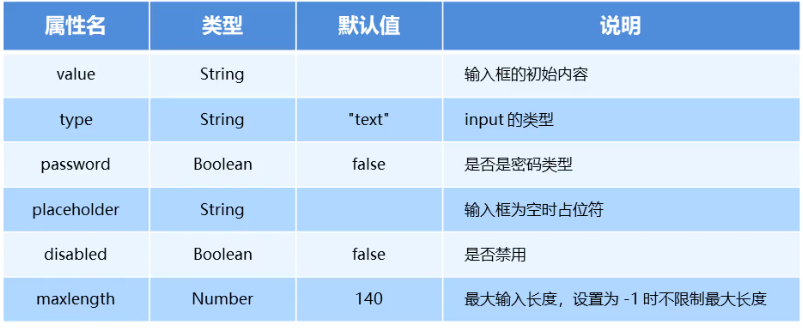 属性名 类型 默认值 说明
value String 输入框的初始内容
type String "text" input 的类型
password Boolean false 是否是密码类型
placeholder String 输入框为空时占位符
disabled Boolean false 是否禁用
maxlength Number 140 最大输入长度，设置为 -1 时不限制最大长度